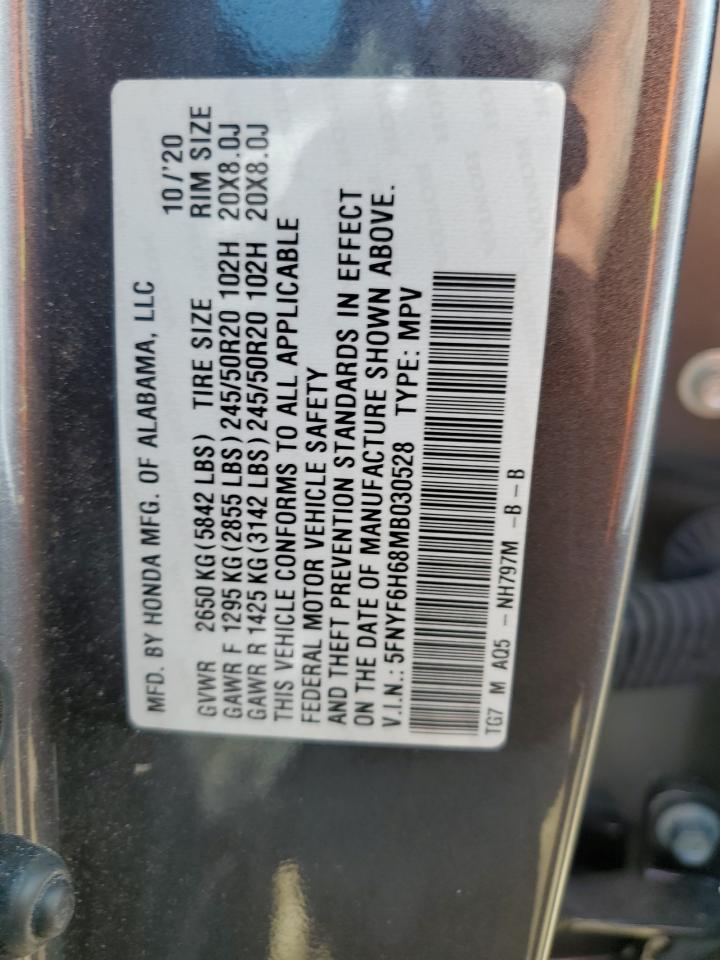 MFD. BY HONDA MFG. OF ALABAMA, LLC 10/'20
GVWR 2650 KG(5842 LBS) TIRE SIZE RIM SIZE
GAWR F 1295 KG(2855 LBS)245/50R20 102H 20X8.0J
GAWR R 1425 KG(3142 LBS)245/50R20 102H 20X8.0J
THIS VEHICLE CONFORMS TO ALL APPLICABLE
FEDERAL MOTOR VEHICLE SAFETY
AND THEFT PREVENTION STANDARDS IN EFFECT
ON THE DATE OF MANUFACTURE SHOWN ABOVE.
V.I.N.: 5FNYF6H68MB030528 TYPE: MPV
TG7 M AQ5 -NH797M -B-B